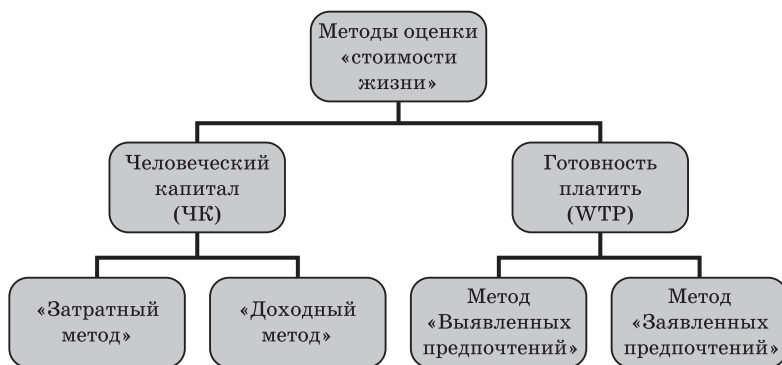 Методы оценки
«стоимости
жизни»
Человеческий
капитал
(ЧК)
Готовность
платить
(WTP)
«Затратный
метод»
«Доходный
метод»
Метод
«Выявленных
предпочтений»
Метод
«Заявленных
предпочтений»